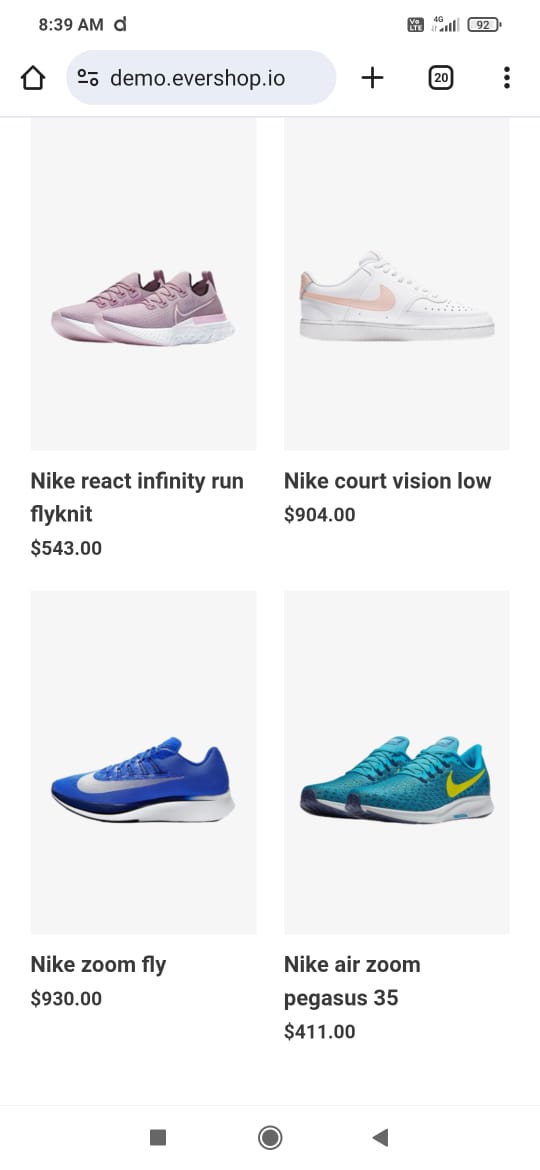 8:39 AM d
Vo LTE 4G 92
demo.evershop.io
20
Nike react infinity run
flyknit
$543.00
Nike court vision low
$904.00
Nike zoom fly
$930.00
Nike air zoom
pegasus 35
$411.00